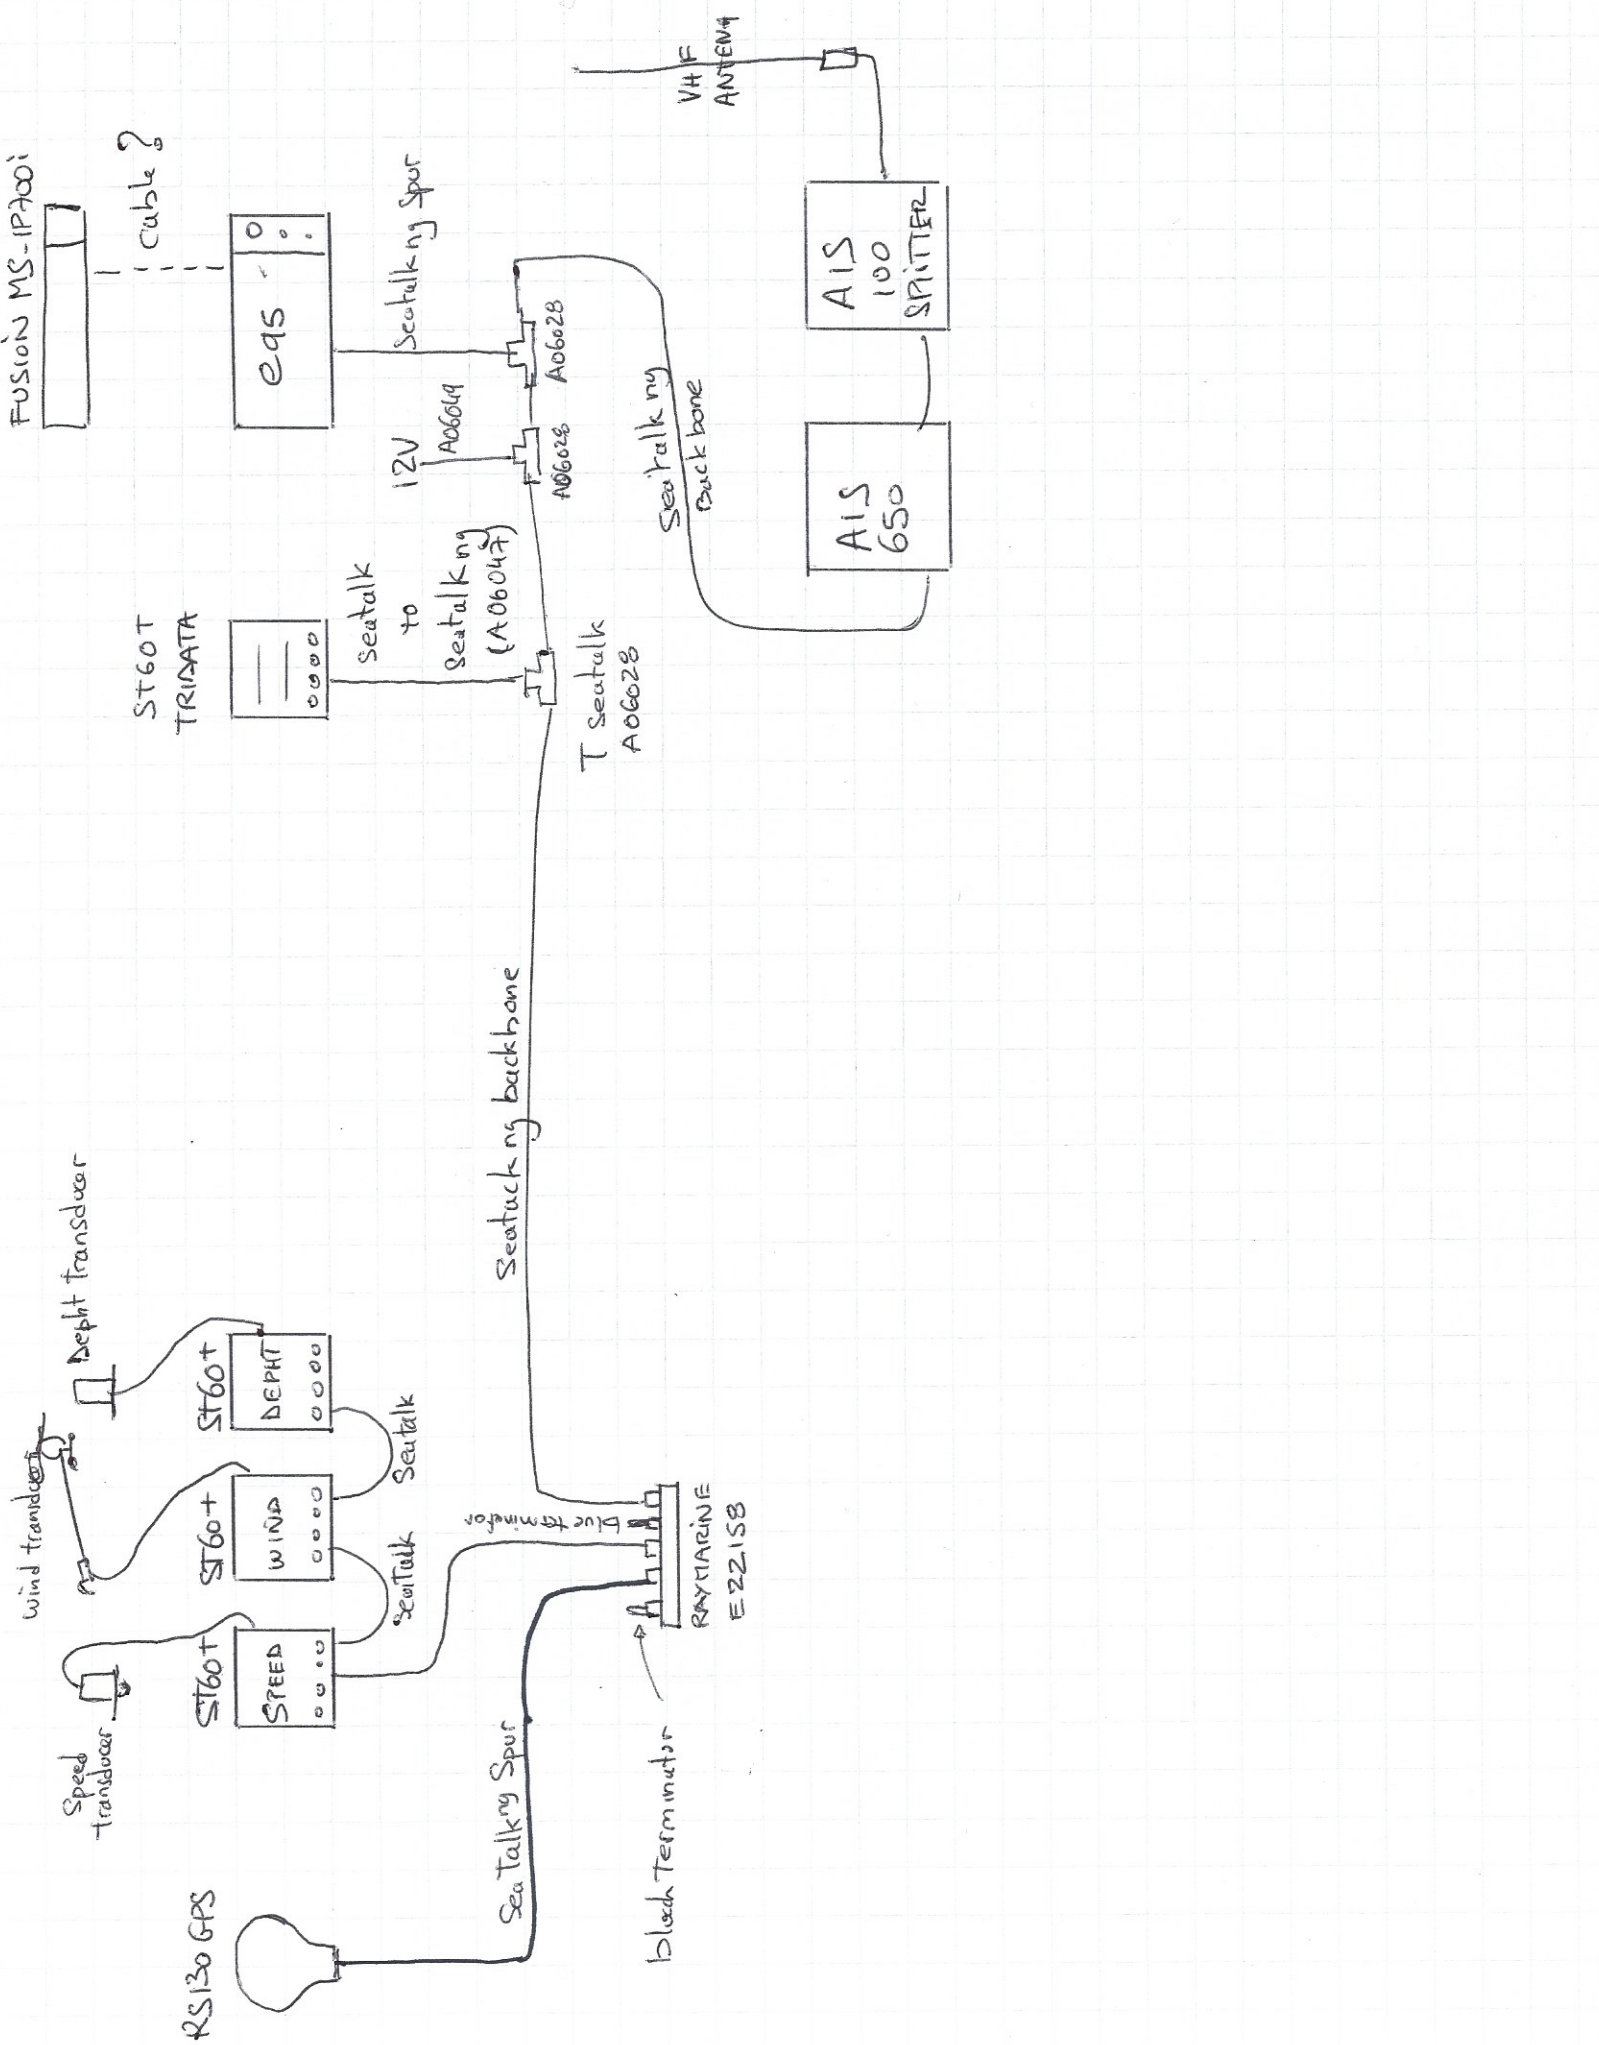 FUSION MS-IP700i
cable?
e95
Seatalk ng Spur
A06028
12V
A06049
A06028
ST60T
TRIDATA
Seatalk
to
Seatalk ng
(A06047)
T Seatalk
A06028
Seatalk ng
Backbone
VHF
ANTENA
AIS
100
SPLITTER
AIS
650
Seatack ng backbone
Depht transducer
ST60+
DEPHT
Seatalk
Wind transducer
ST60+
WIND
SeaTalk
Speed
transducer
ST60+
SPEED
blue terminator
RAYMARINE
E22158
black Terminator
Sea Talk ng Spur
RS130 GPS